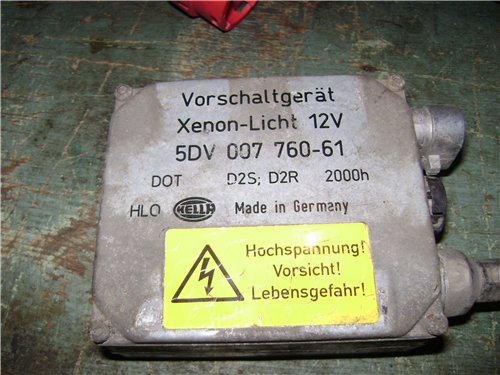 Vorschaltgerät
Xenon-Licht 12V
5DV 007 760-61
DOT D2S; D2R 2000h
HLO HELLA Made in Germany
Hochspannung!
Vorsicht!
Lebensgefahr!